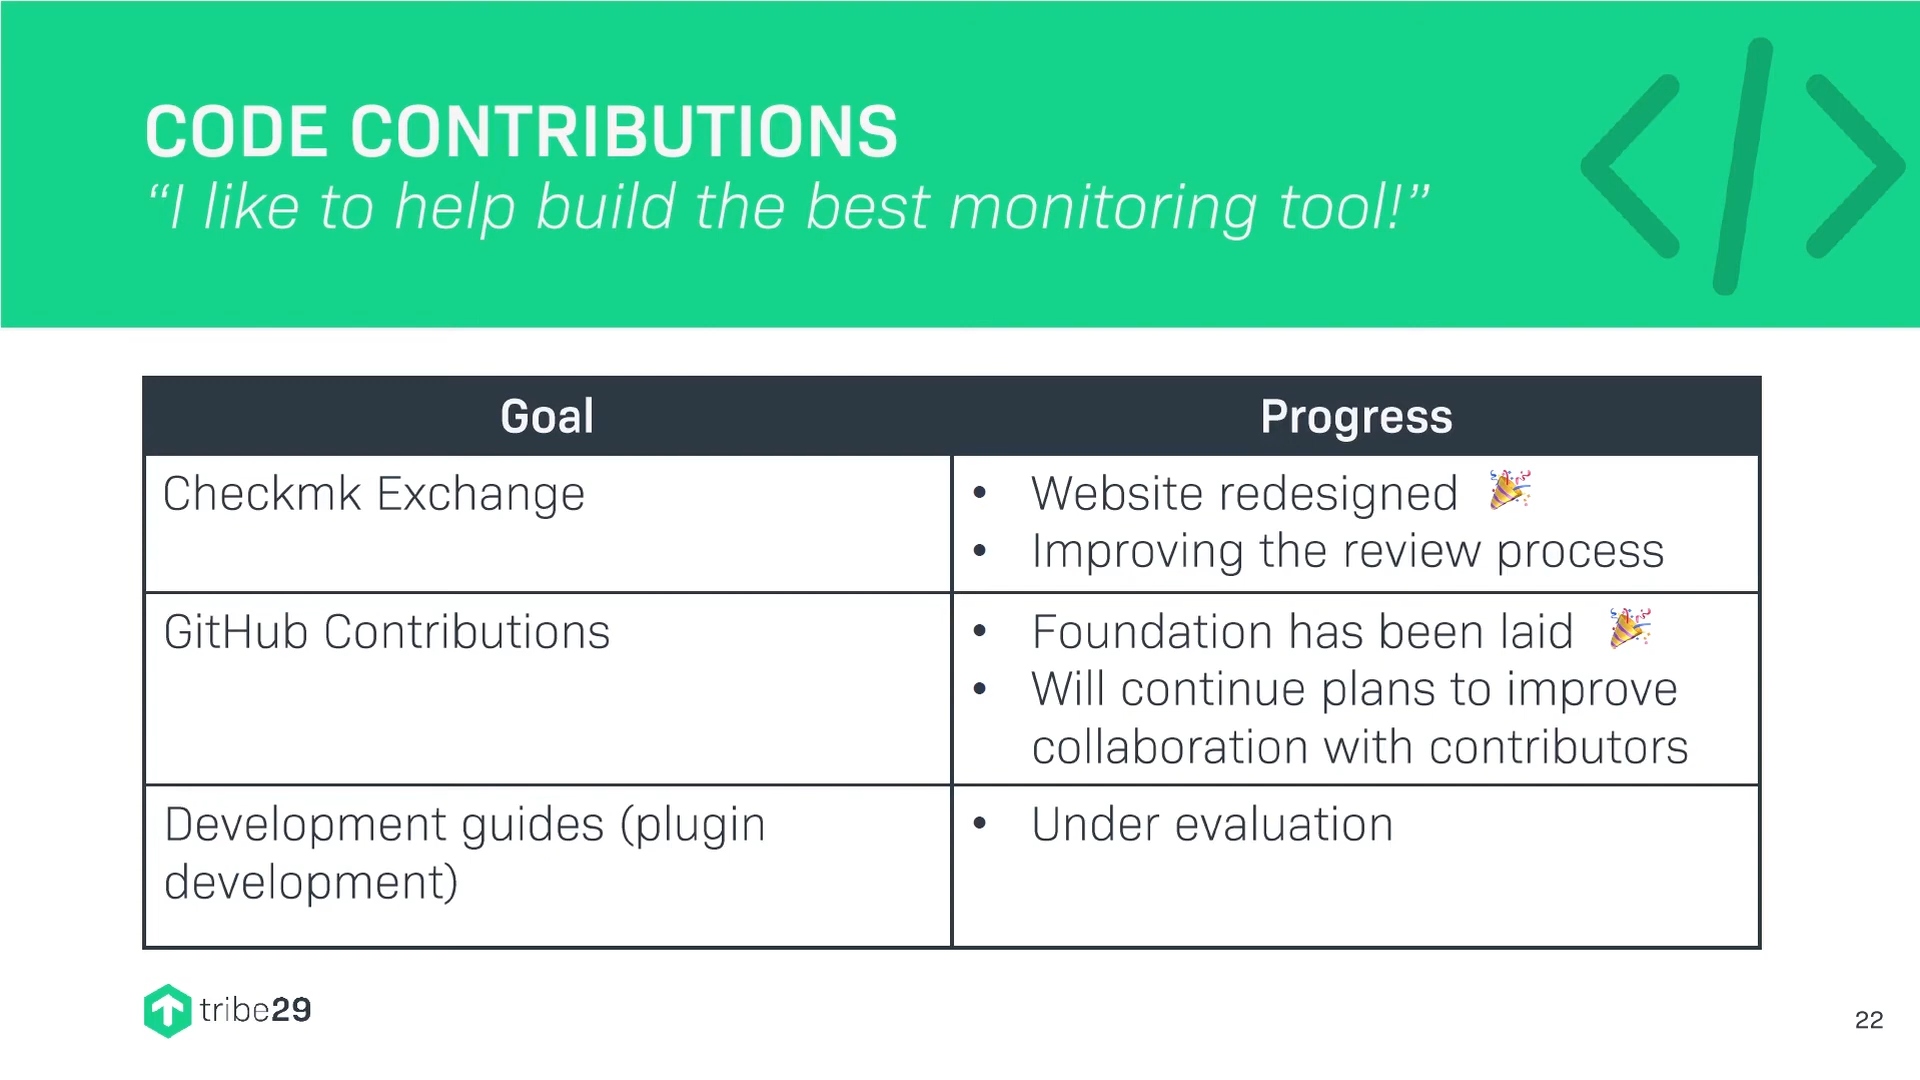 CODE CONTRIBUTIONS
“I like to help build the best monitoring tool!”
Goal
Progress
Checkmk Exchange
• Website redesigned 🎉
• Improving the review process
GitHub Contributions
• Foundation has been laid 🎉
• Will continue plans to improve
collaboration with contributors
Development guides (plugin
development)
• Under evaluation
tribe29
22